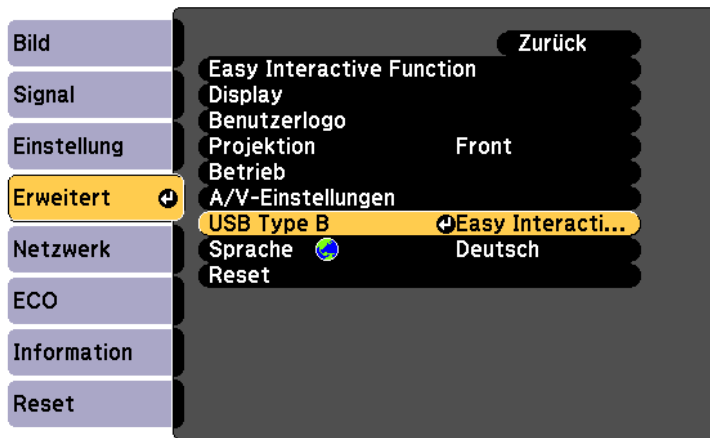 Bild
Signal
Einstellung
Erweitert
Netzwerk
ECO
Information
Reset
Zurück
Easy Interactive Function
Display
Benutzerlogo
Projektion Front
Betrieb
A/V-Einstellungen
USB Type B Easy Interacti...
Sprache Deutsch
Reset